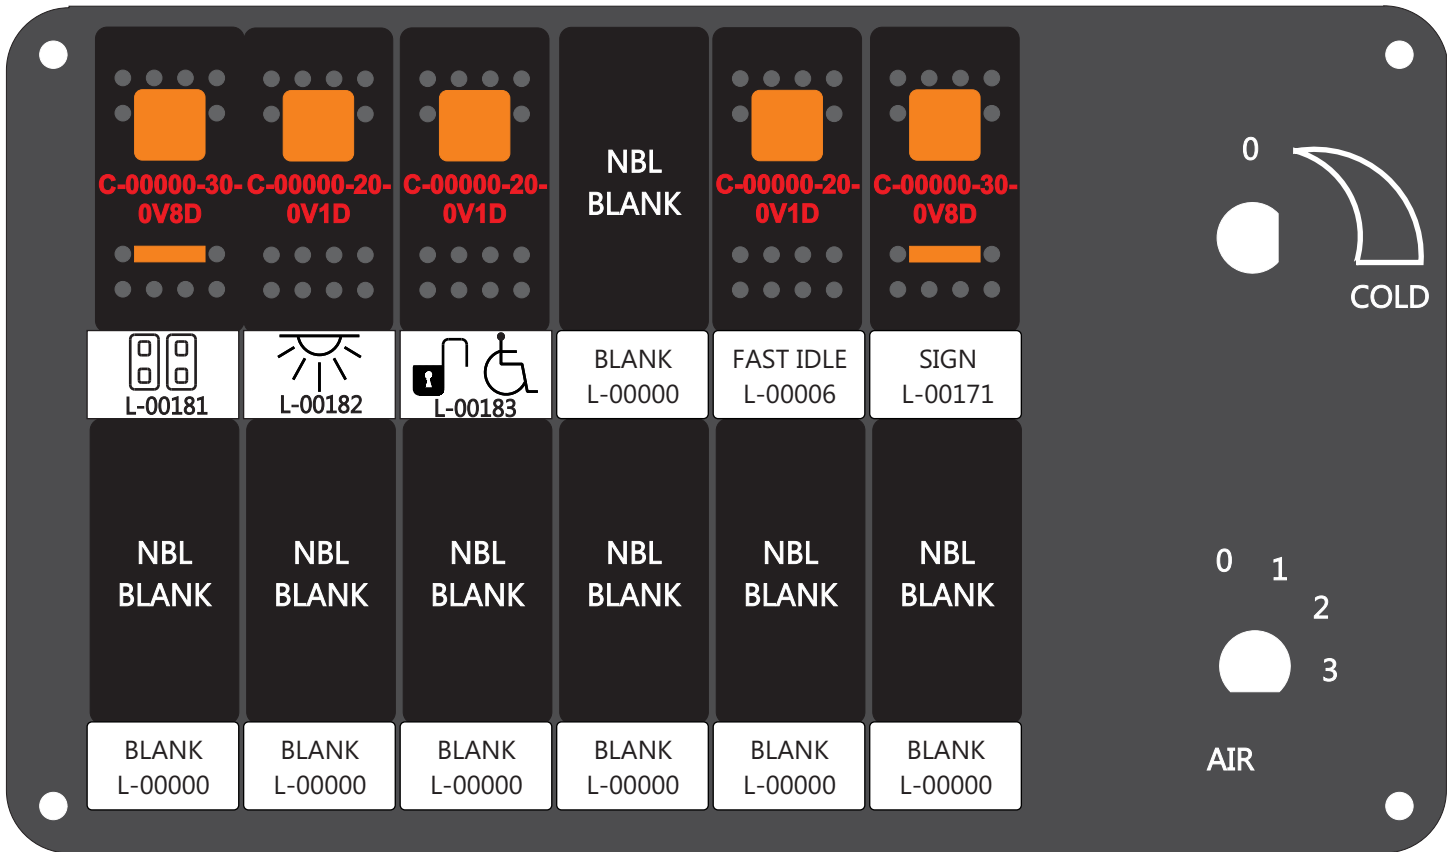 C-00000-30-
0V8D
C-00000-20-
0V1D
C-00000-20-
0V1D
NBL
BLANK
C-00000-20-
0V1D
C-00000-30-
0V8D
0
COLD
L-00181
L-00182
L-00183
BLANK
L-00000
FAST IDLE
L-00006
SIGN
L-00171
NBL
BLANK
NBL
BLANK
NBL
BLANK
NBL
BLANK
NBL
BLANK
NBL
BLANK
0
1
2
3
AIR
BLANK
L-00000
BLANK
L-00000
BLANK
L-00000
BLANK
L-00000
BLANK
L-00000
BLANK
L-00000